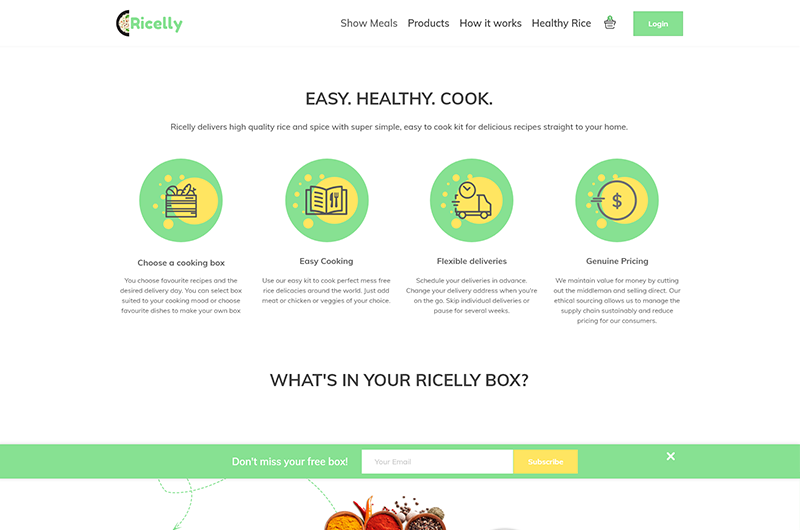 Ricelly
Show Meals Products How it works Healthy Rice
Login
EASY. HEALTHY. COOK.
Ricelly delivers high quality rice and spice with super simple, easy to cook kit for delicious recipes straight to your home.
$
Choose a cooking box
You choose favourite recipes and the
desired delivery day. You can select box
suited to your cooking mood or choose
favourite dishes to make your own box
Easy Cooking
Use our easy kit to cook perfect mess free
rice delicacies around the world. Just add
meat or chicken or veggies of your choice.
Flexible deliveries
Schedule your deliveries in advance.
Change your delivery address when you're
on the go. Skip individual deliveries or
pause for several weeks.
Genuine Pricing
We maintain value for money by cutting
out the middleman and selling direct. Our
ethical sourcing allows us to manage the
supply chain sustainably and reduce
pricing for our consumers.
WHAT'S IN YOUR RICELLY BOX?
Don't miss your free box!
Your Email
Subscribe